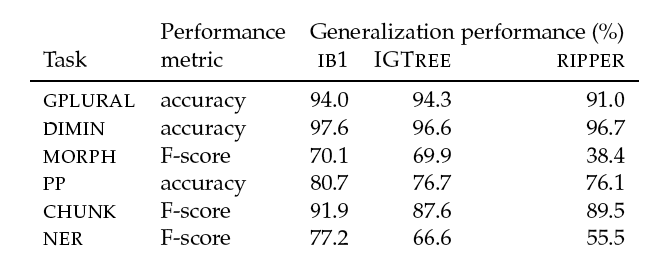 Performance Generalization performance (%)
Task metric IB1 IGTREE RIPPER
GPLURAL accuracy 94.0 94.3 91.0
DIMIN accuracy 97.6 96.6 96.7
MORPH F-score 70.1 69.9 38.4
PP accuracy 80.7 76.7 76.1
CHUNK F-score 91.9 87.6 89.5
NER F-score 77.2 66.6 55.5